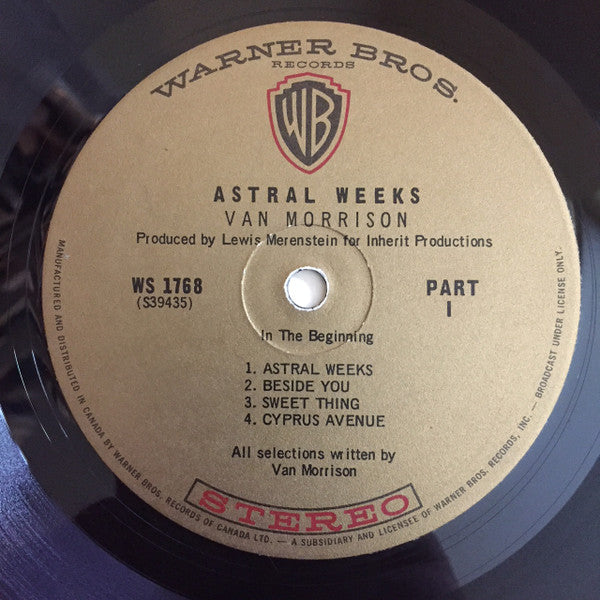 WARNER BROS.
RECORDS
WB
ASTRAL WEEKS
VAN MORRISON
Produced by Lewis Merenstein for Inherit Productions
WS 1768
(S39435)
PART
I
In The Beginning
1. ASTRAL WEEKS
2. BESIDE YOU
3. SWEET THING
4. CYPRUS AVENUE
All selections written by
Van Morrison
STEREO
MANUFACTURED AND DISTRIBUTED IN CANADA BY WARNER BROS. RECORDS OF CANADA LTD. — A SUBSIDIARY AND LICENSEE OF WARNER BROS. RECORDS, INC. — BROADCAST UNDER LICENSE ONLY.